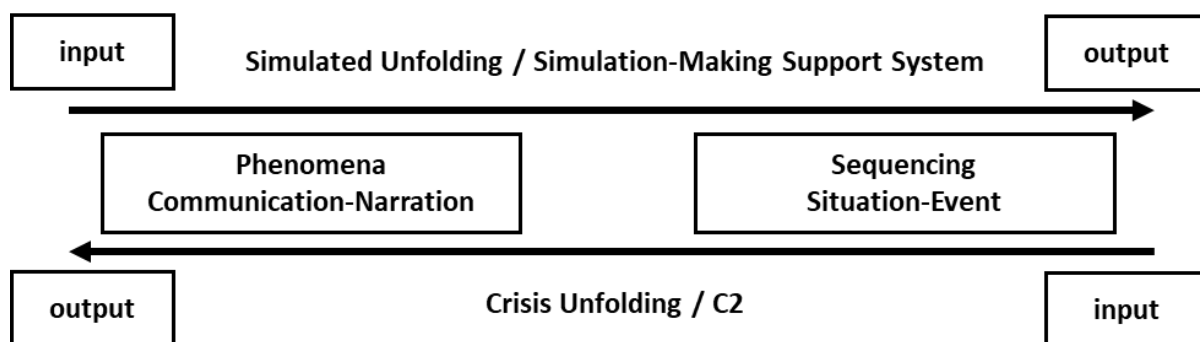 input
Simulated Unfolding / Simulation-Making Support System
output
Phenomena
Communication-Narration
Sequencing
Situation-Event
output
Crisis Unfolding / C2
input